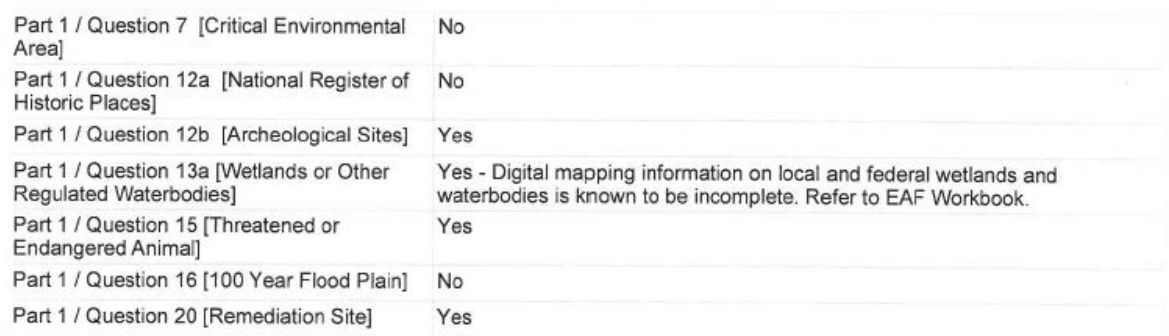 Part 1 / Question 7 [Critical Environmental Area] No
Part 1 / Question 12a [National Register of Historic Places] No
Part 1 / Question 12b [Archeological Sites] Yes
Part 1 / Question 13a [Wetlands or Other Regulated Waterbodies] Yes - Digital mapping information on local and federal wetlands and waterbodies is known to be incomplete. Refer to EAF Workbook.
Part 1 / Question 15 [Threatened or Endangered Animal] Yes
Part 1 / Question 16 [100 Year Flood Plain] No
Part 1 / Question 20 [Remediation Site] Yes